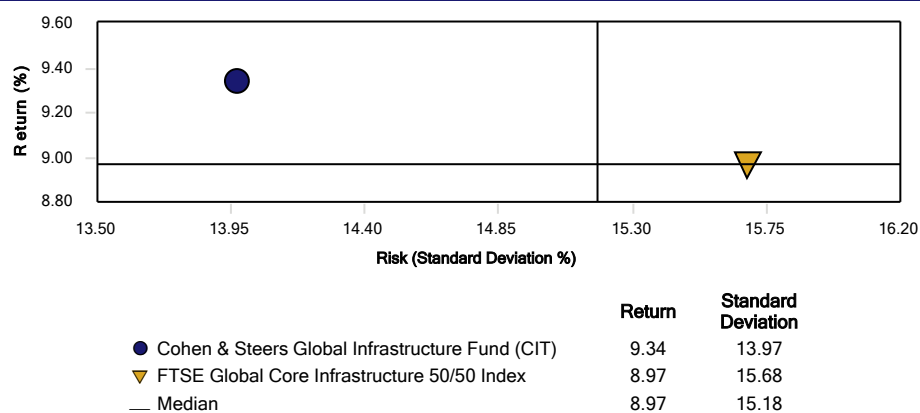 9.60
9.40
9.20
9.00
8.80
Return (%)
13.50 13.95 14.40 14.85 15.30 15.75 16.20
Risk (Standard Deviation %)
Return Standard Deviation
Cohen & Steers Global Infrastructure Fund (CIT) 9.34 13.97
FTSE Global Core Infrastructure 50/50 Index 8.97 15.68
Median 8.97 15.18